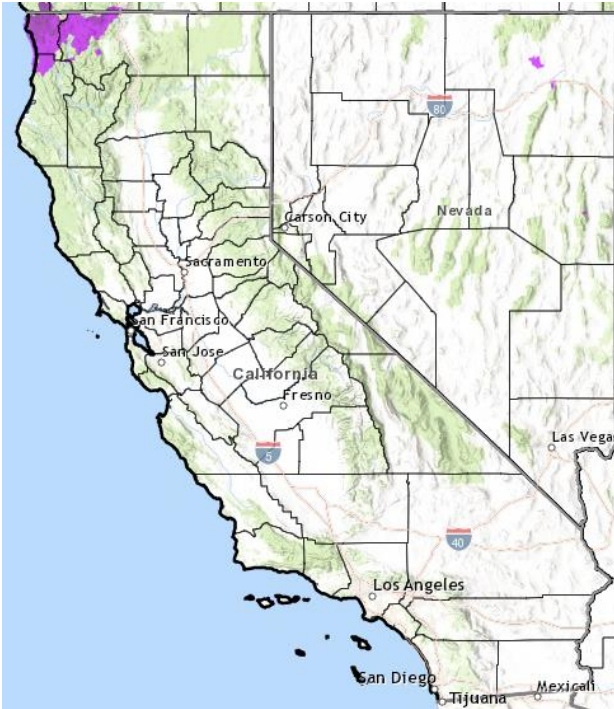 80
Nevada
Carson City
Sacramento
San Francisco
San Jose
California
Fresno
5
Las Vega
40
Los Angeles
San Diego
Tijuana
Mexicali